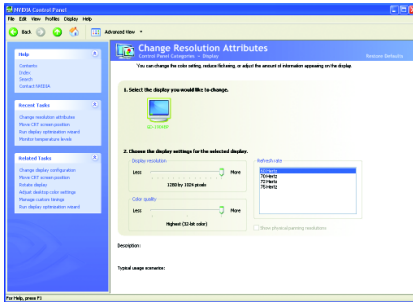 NVIDIA Control Panel
File Edit View Profiles Display Help
Back
Advanced View
Help
Contents
Index
Search
Contact NVIDIA
Recent Tasks
Change resolution attributes
Move CRT screen position
Run display optimization wizard
Monitor temperature levels
Related Tasks
Change display configuration
Move CRT screen position
Rotate display
Adjust desktop color settings
Manage custom timings
Run display optimization wizard
Change Resolution Attributes
Control Panel Categories - Display
Restore Defaults
You can change the color setting, reduce flickering, or adjust the amount of information appearing on the display.
1. Select the display you would like to change.
2. Choose the display settings for the selected display.
Display resolution
Less
More
1280 by 1024 pixels
Color quality
Less
More
Highest (32-bit color)
Refresh rate
60 Hertz
70 Hertz
72 Hertz
75 Hertz
Show physical panning resolutions
Description:
Typical usage scenarios:
For Help, press F1